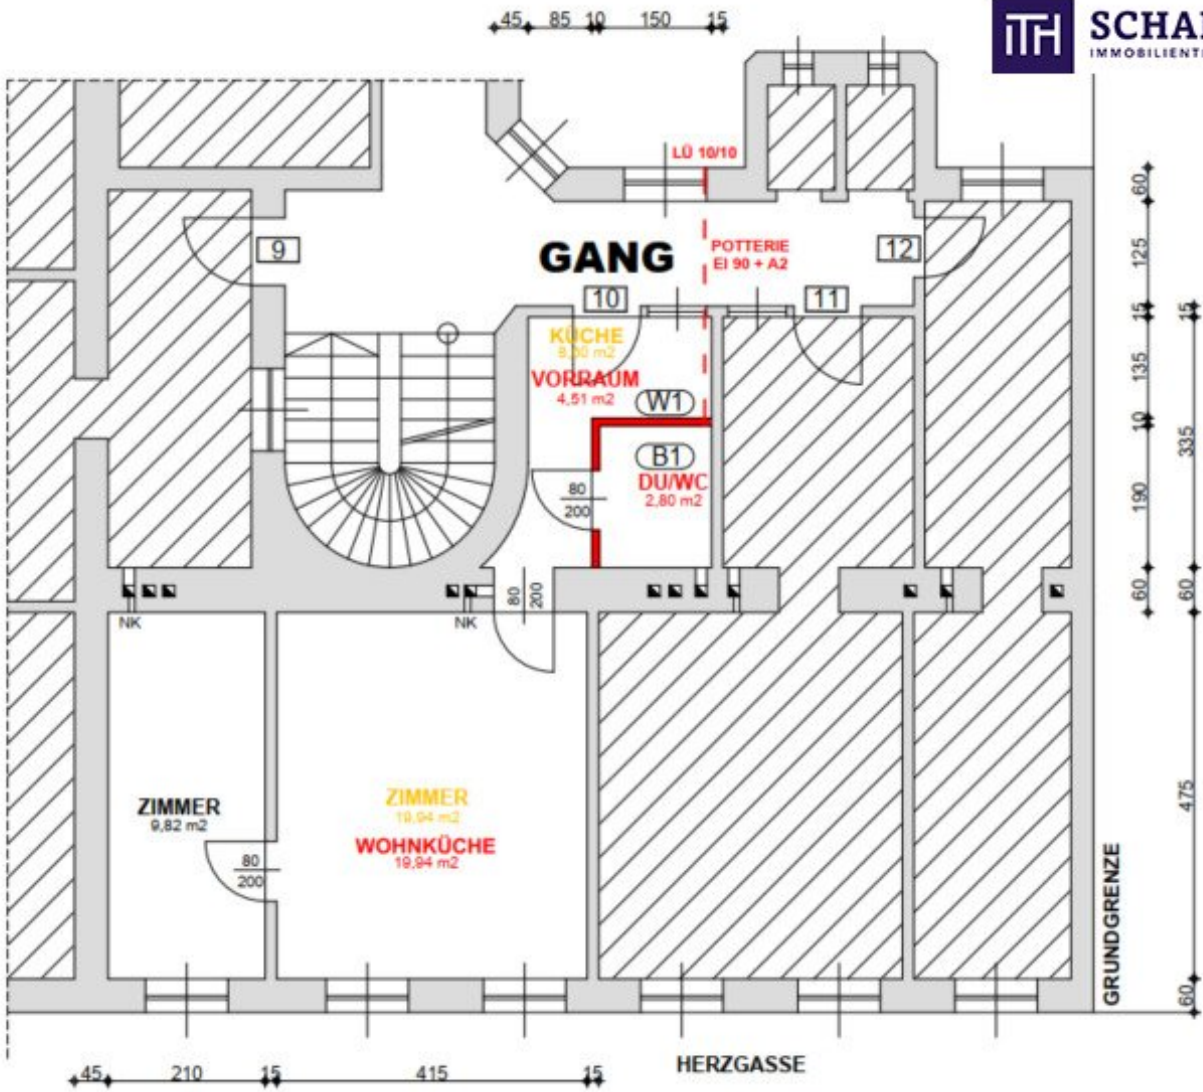 45 85 10 150 15
ITH SCHA
IMMOBILIENT
LÜ 10/10
60
9
GANG
POTTERIE
EI 90 + A2
12
125
10
11
15
15
KÜCHE
m2
VORRAUM
4,51 m2
135
W1
10
335
B1
DU/WC
2,80 m2
80
200
190
80
200
60
60
NK
NK
ZIMMER
9,82 m2
ZIMMER
19,94 m2
WOHNKÜCHE
19,94 m2
475
80
200
GRUNDGRENZE
60
HERZGASSE
45 210 15 415 15